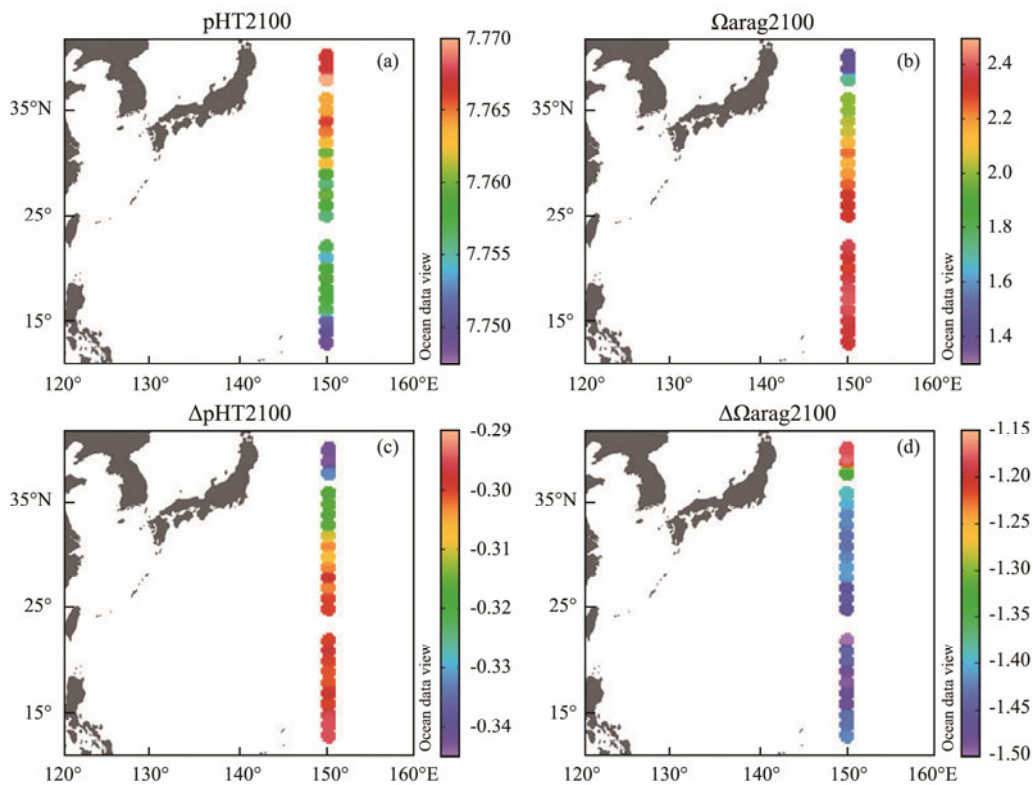 pHT2100
(a)
35°N
25°
15°
120°
130°
140°
150°
160°E
7.770
7.765
7.760
7.755
7.750
Ocean data view
Ωarag2100
(b)
35°N
25°
15°
120°
130°
140°
150°
160°E
2.4
2.2
2.0
1.8
1.6
1.4
Ocean data view
ΔpHT2100
(c)
35°N
25°
15°
120°
130°
140°
150°
160°E
-0.29
-0.30
-0.31
-0.32
-0.33
-0.34
Ocean data view
ΔΩarag2100
(d)
35°N
25°
15°
120°
130°
140°
150°
160°E
-1.15
-1.20
-1.25
-1.30
-1.35
-1.40
-1.45
-1.50
Ocean data view